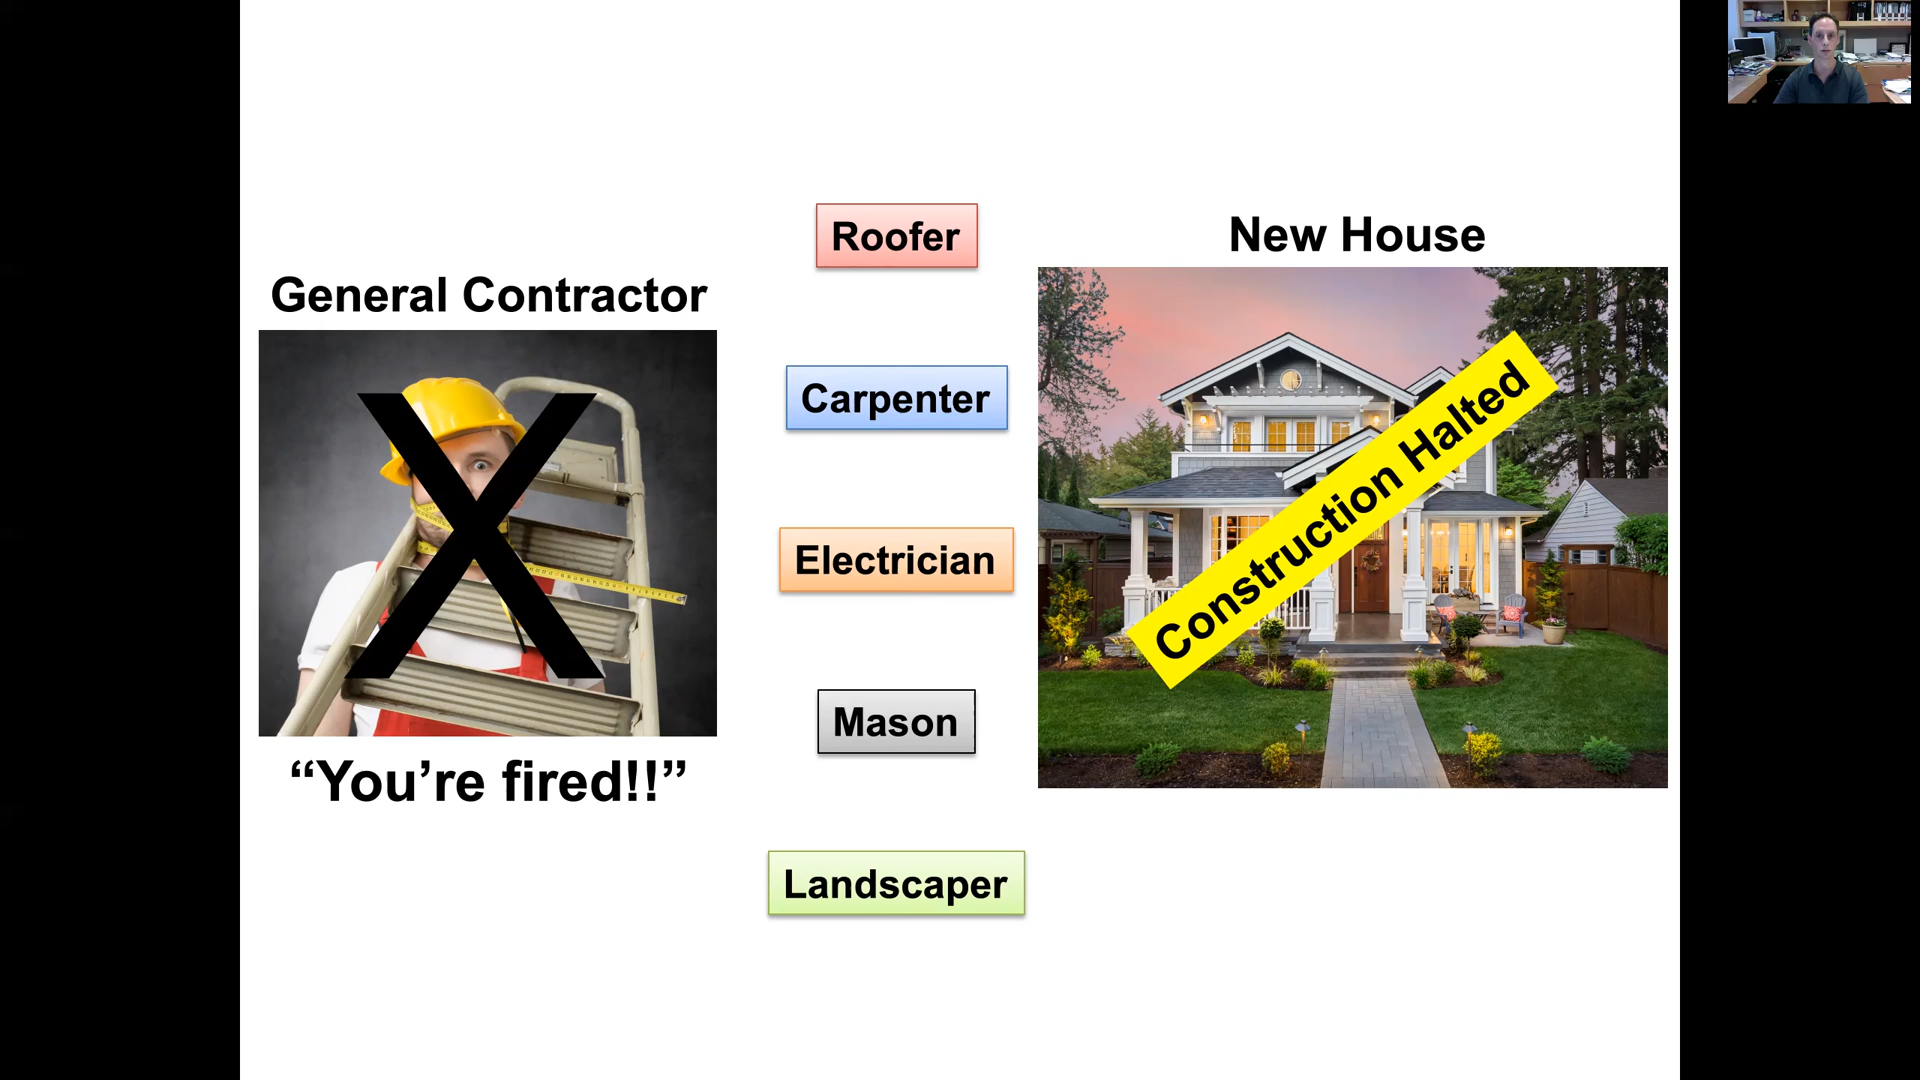 General Contractor
"You're fired!!"
Roofer
Carpenter
Electrician
Mason
Landscaper
New House
Construction Halted